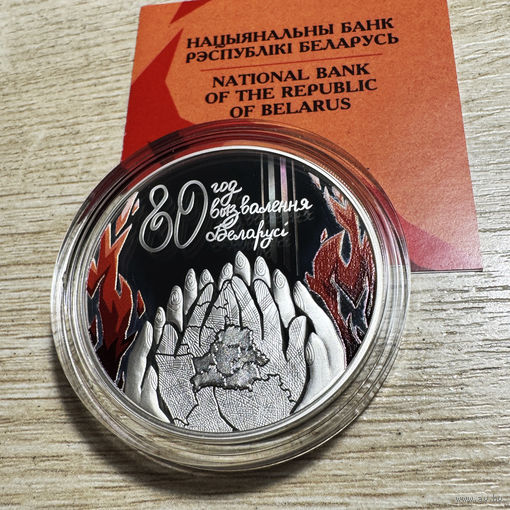 НАЦЫЯНАЛЬНЫ БАНК
РЭСПУБЛІКІ БЕЛАРУСЬ
NATIONAL BANK
OF THE REPUBLIC
OF BELARUS
80 год
вызвалення
Беларусі